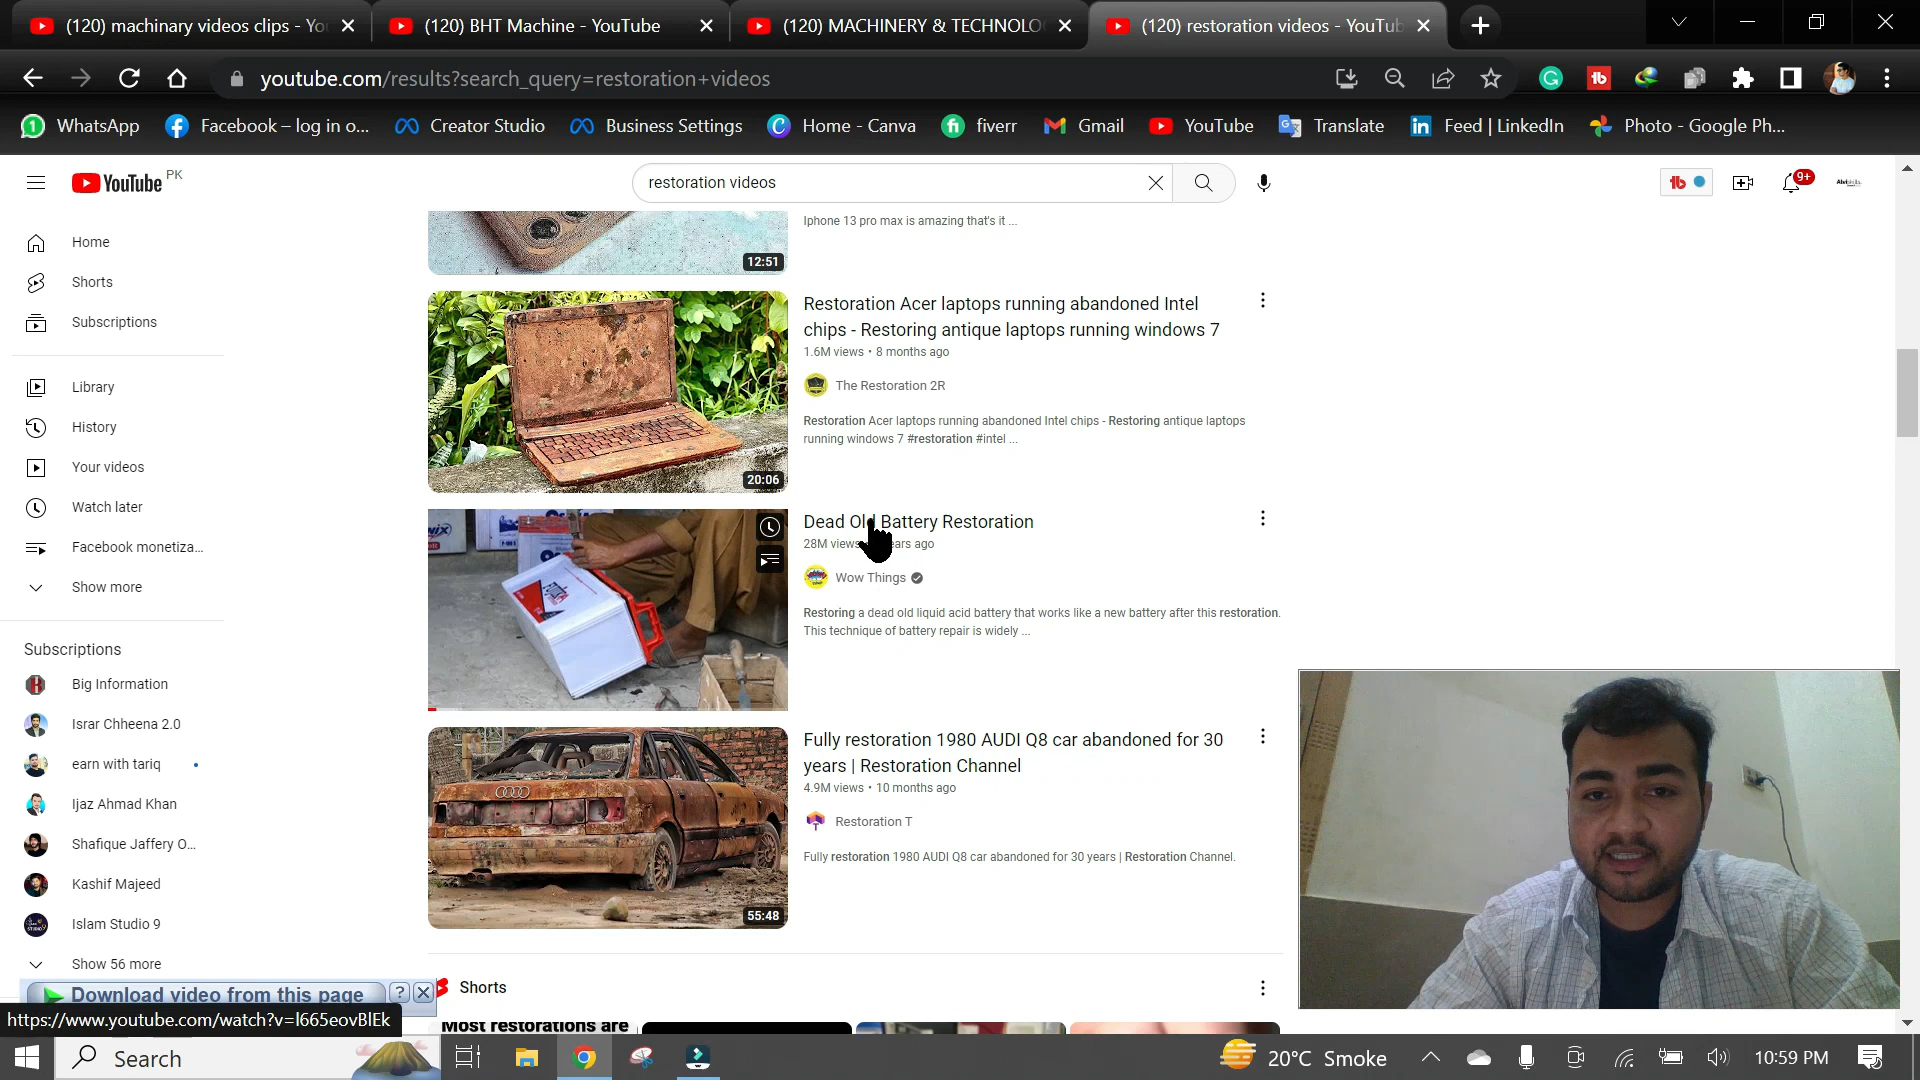 (120) machinary videos clips - Yo
(120) BHT Machine - YouTube
(120) MACHINERY & TECHNOLO
(120) restoration videos - YouTub
youtube.com/results?search_query=restoration+videos
WhatsApp
Facebook – log in o...
Creator Studio
Business Settings
Home - Canva
fiverr
Gmail
YouTube
Translate
Feed | LinkedIn
Photo - Google Ph...
YouTube PK
restoration videos
9+
Home
Shorts
Subscriptions
Library
History
Your videos
Watch later
Facebook monetiza...
Show more
Subscriptions
Big Information
Israr Chheena 2.0
earn with tariq
Ijaz Ahmad Khan
Shafique Jaffery O...
Kashif Majeed
Islam Studio 9
Show 56 more
Iphone 13 pro max is amazing that's it ...
12:51
Restoration Acer laptops running abandoned Intel
chips - Restoring antique laptops running windows 7
1.6M views • 8 months ago
The Restoration 2R
Restoration Acer laptops running abandoned Intel chips - Restoring antique laptops
running windows 7 #restoration #intel ...
20:06
Dead Old Battery Restoration
28M views ears ago
Wow Things
Restoring a dead old liquid acid battery that works like a new battery after this restoration.
This technique of battery repair is widely ...
Fully restoration 1980 AUDI Q8 car abandoned for 30
years | Restoration Channel
4.9M views • 10 months ago
Restoration T
Fully restoration 1980 AUDI Q8 car abandoned for 30 years | Restoration Channel.
55:48
Shorts
Most restorations are
Download video from this page
?
https://www.youtube.com/watch?v=l665eovBlEk
Search
20°C Smoke
10:59 PM